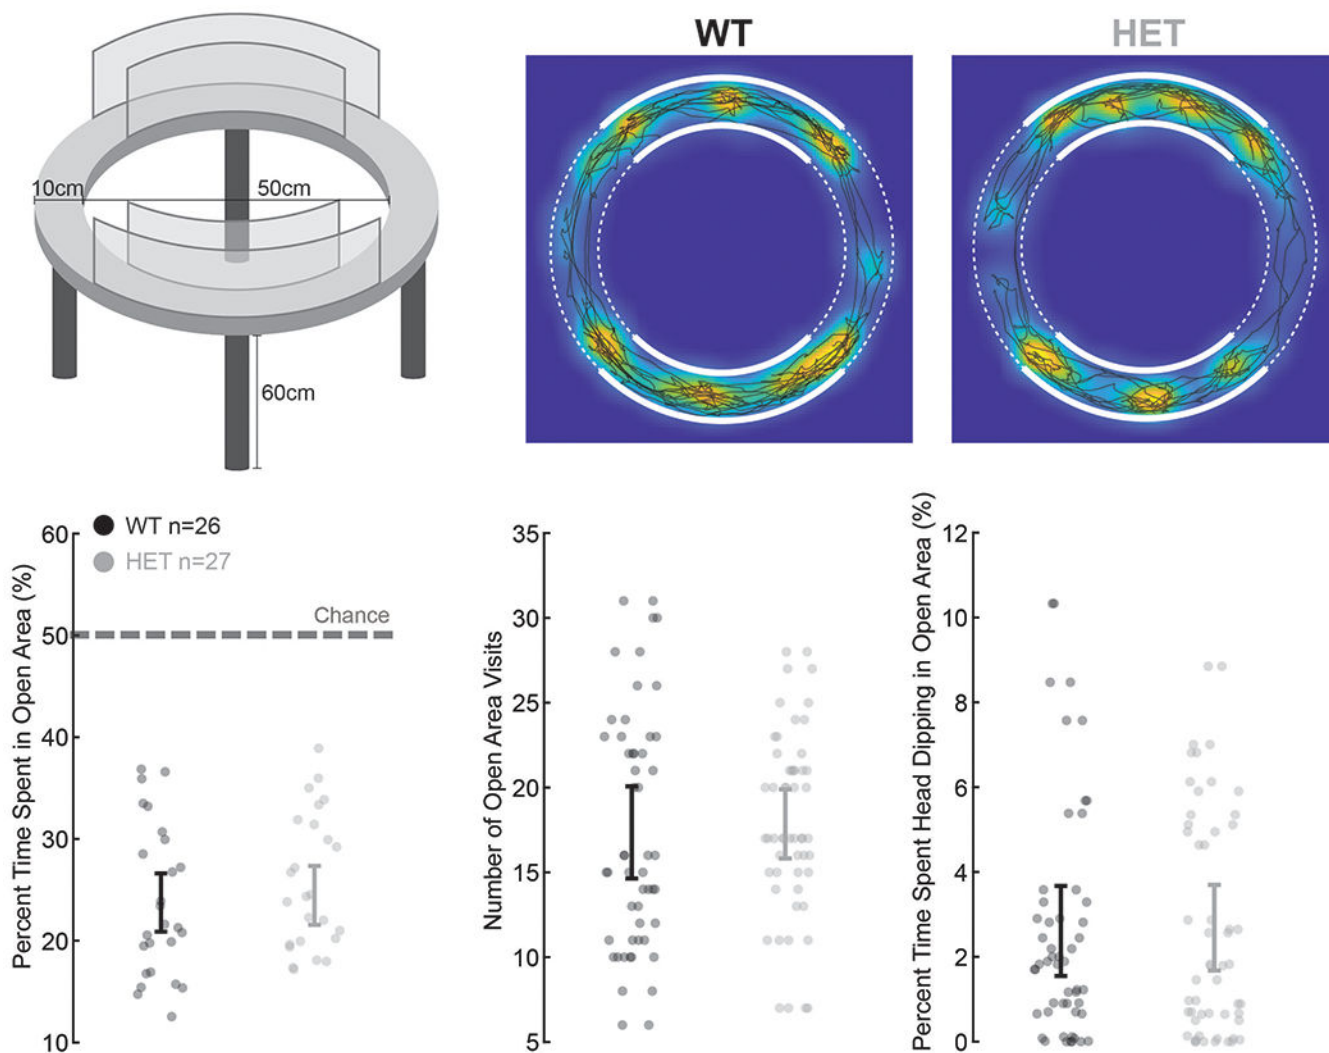 WT
HET
10cm
50cm
60cm
Percent Time Spent in Open Area (%)
60
50
40
30
20
10
WT n=26
HET n=27
Chance
Number of Open Area Visits
35
30
25
20
15
10
5
Percent Time Spent Head Dipping in Open Area (%)
12
10
8
6
4
2
0